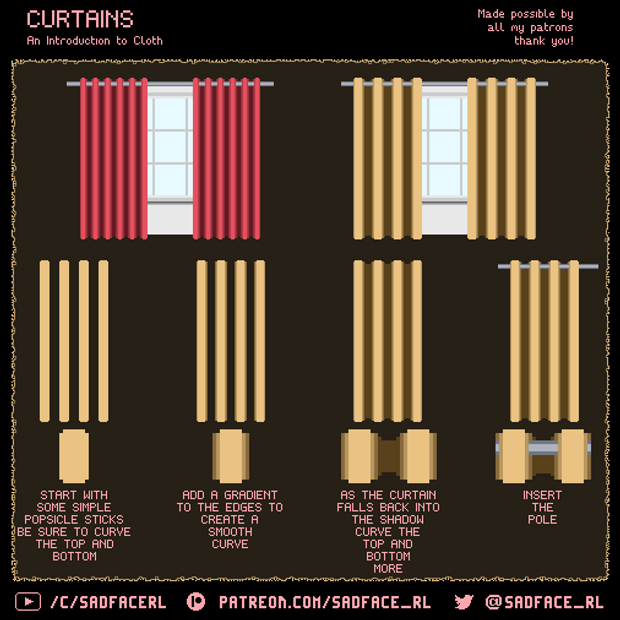 CURTAINS
An Introduction to Cloth
Made possible by
all my patrons
thank you!
START WITH
SOME SIMPLE
POPSICLE STICKS
BE SURE TO CURVE
THE TOP AND
BOTTOM
ADD A GRADIENT
TO THE EDGES TO
CREATE A
SMOOTH
CURVE
AS THE CURTAIN
FALLS BACK INTO
THE SHADOW
CURVE THE
TOP AND
BOTTOM
MORE
INSERT
THE
POLE
/C/SADFACERL
PATREON.COM/SADFACE_RL
@SADFACE_RL